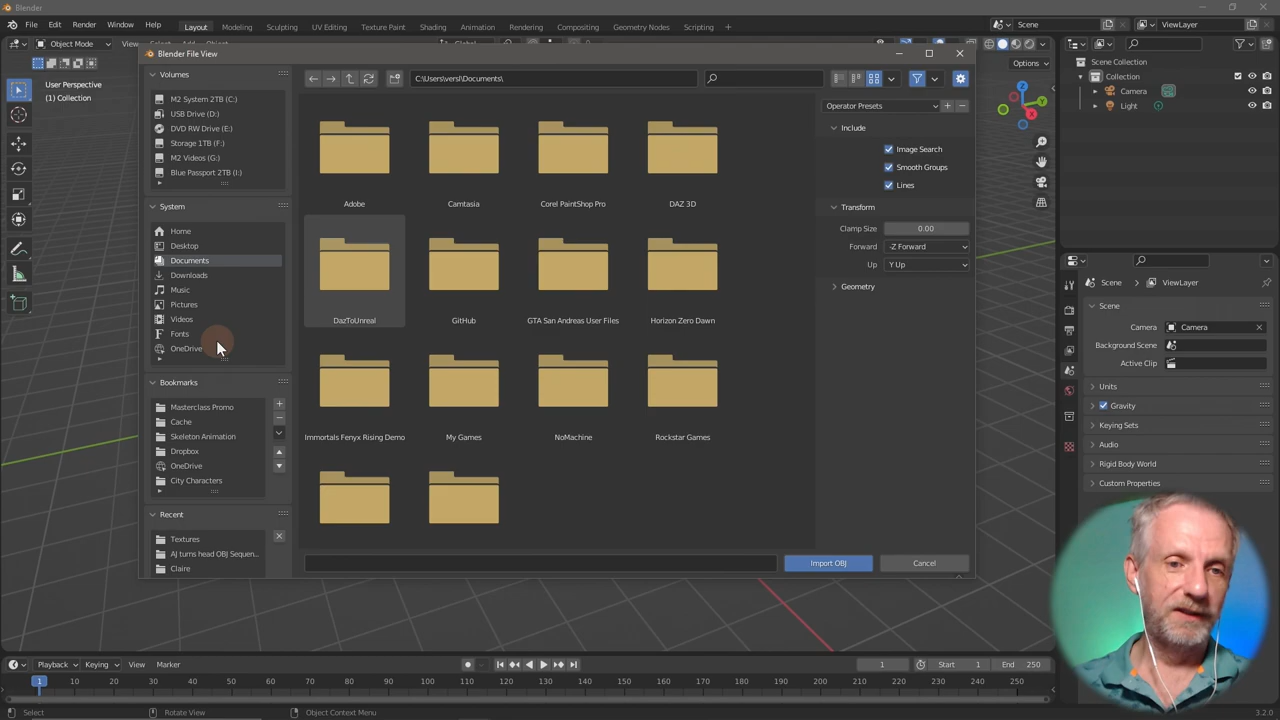 Blender
File Edit Render Window Help
Layout Modeling Sculpting UV Editing Texture Paint Shading Animation Rendering Compositing Geometry Nodes Scripting +
Scene ViewLayer
Object Mode View
Options
User Perspective
(1) Collection
Blender File View
C:\Users\versl\Documents\
Volumes
M2 System 2TB (C:)
USB Drive (D:)
DVD RW Drive (E:)
Storage 1TB (F:)
M2 Videos (G:)
Blue Passport 2TB (I:)
System
Home
Desktop
Documents
Downloads
Music
Pictures
Videos
Fonts
OneDrive
Bookmarks
Masterclass Promo
Cache
Skeleton Animation
Dropbox
OneDrive
City Characters
Recent
Textures
AJ turns head OBJ Sequen...
Claire
Adobe Camtasia Corel PaintShop Pro DAZ 3D
DazToUnreal GitHub GTA San Andreas User Files Horizon Zero Dawn
Immortals Fenyx Rising Demo My Games NoMachine Rockstar Games
Operator Presets
Include
Image Search
Smooth Groups
Lines
Transform
Clamp Size 0.00
Forward -Z Forward
Up Y Up
Geometry
Import OBJ Cancel
Scene Collection
Collection
Camera
Light
Scene ViewLayer
Scene
Camera Camera
Background Scene
Active Clip
Units
Gravity
Keying Sets
Audio
Rigid Body World
Custom Properties
Playback Keying View Marker
1 Start 1 End 250
1 10 20 30 40 50 60 70 80 90 100 110 120 130 140 150 160 170 180 190 200 210 220 230 240 250
Select Rotate View Object Context Menu 3.2.0